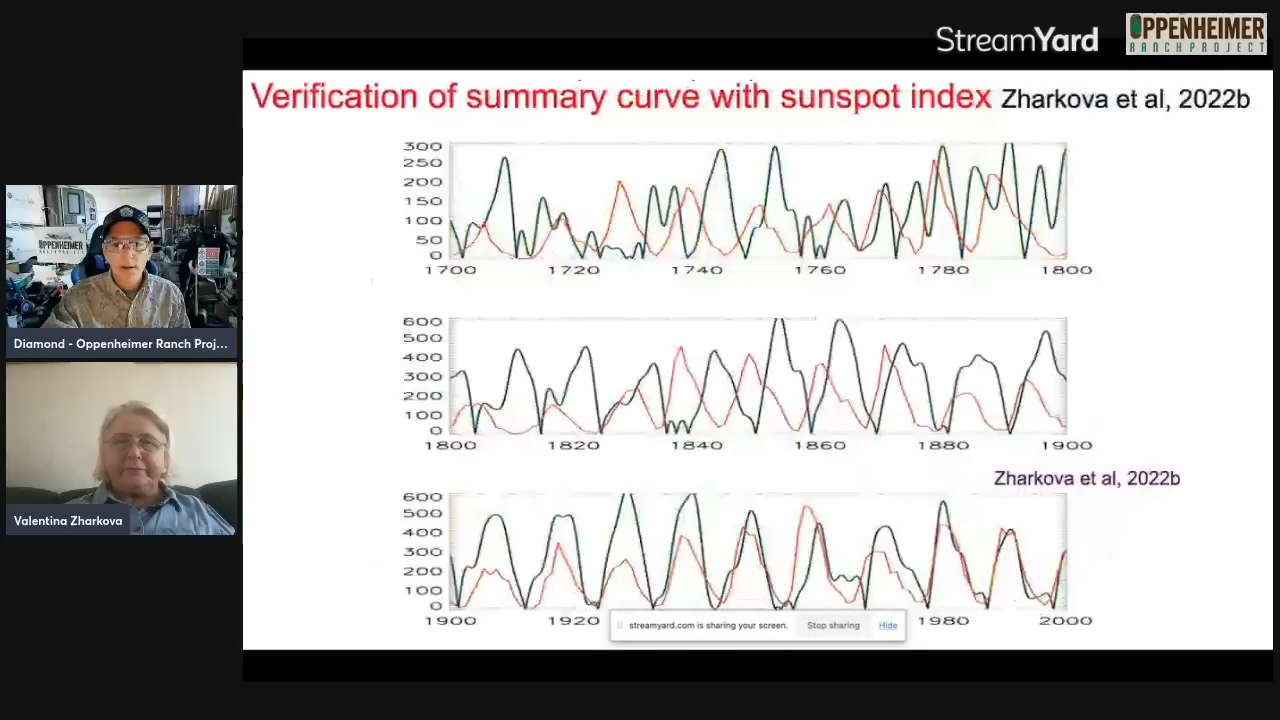 StreamYard
OPPENHEIMER
RANCH PROJECT
Verification of summary curve with sunspot index Zharkova et al, 2022b
300
250
200
150
100
50
0
1700 1720 1740 1760 1780 1800
600
500
400
300
200
100
0
1800 1820 1840 1860 1880 1900
Zharkova et al, 2022b
600
500
400
300
200
100
0
1900 1920 1980 2000
streamyard.com is sharing your screen. Stop sharing Hide
OPPENHEIMER
Diamond - Oppenheimer Ranch Proj...
Valentina Zharkova